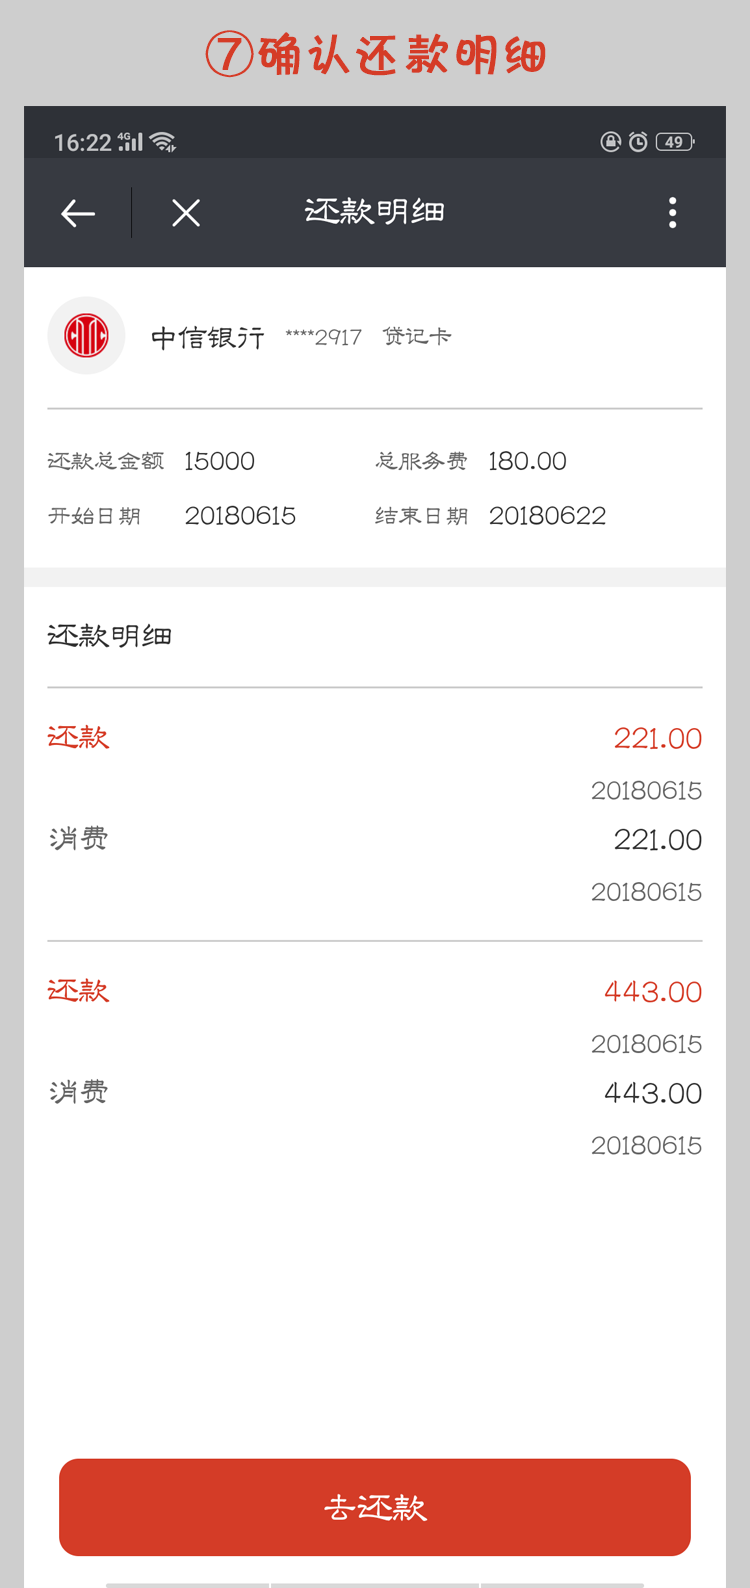 ⑦确认还款明细
16:22 4G 49
还款明细
中信银行 ****2917 贷记卡
还款总金额 15000 总服务费 180.00
开始日期 20180615 结束日期 20180622
还款明细
还款 221.00
20180615
消费 221.00
20180615
还款 443.00
20180615
消费 443.00
20180615
去还款